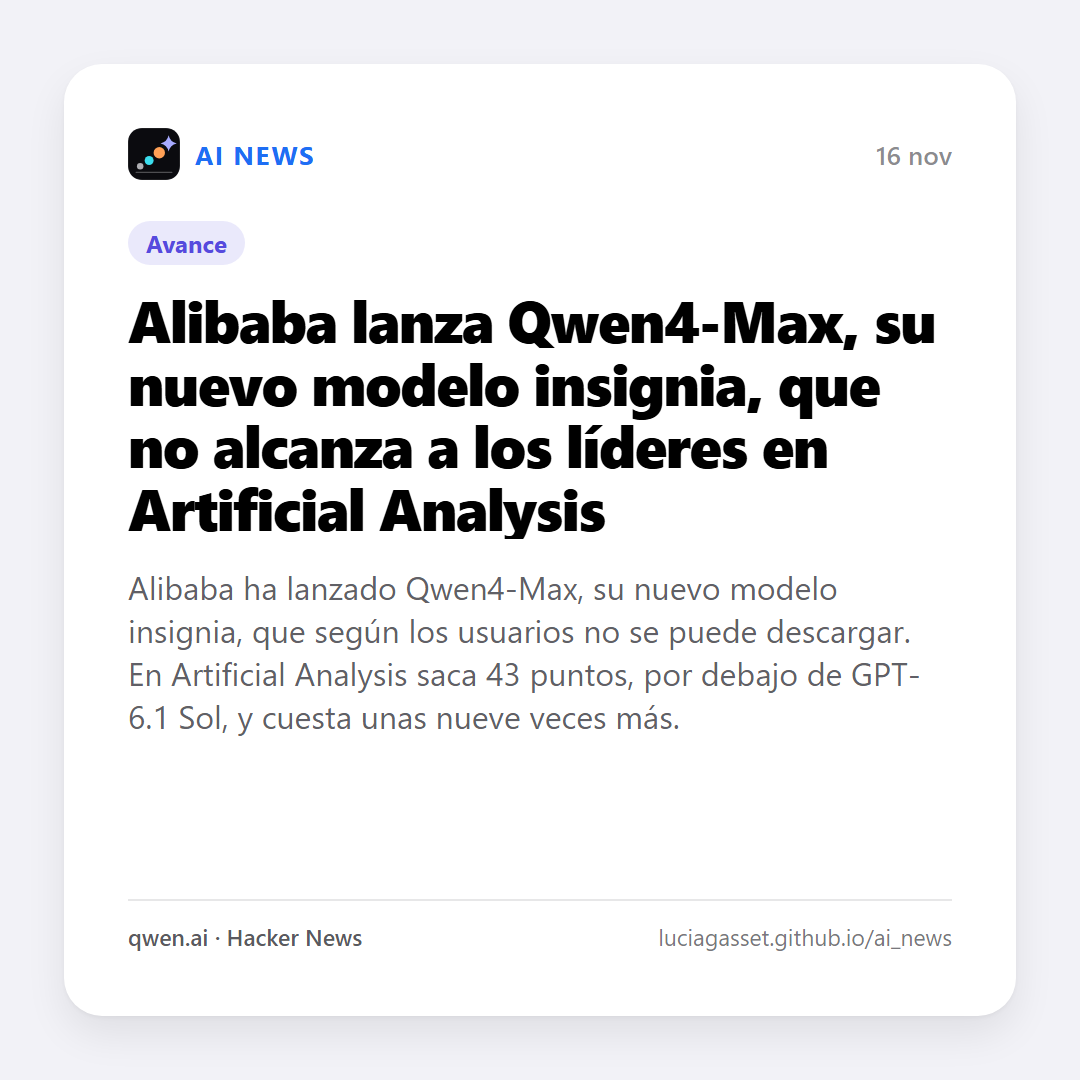 AI NEWS
16 nov
Avance
Alibaba lanza Qwen4-Max, su
nuevo modelo insignia, que
no alcanza a los líderes en
Artificial Analysis
Alibaba ha lanzado Qwen4-Max, su nuevo modelo
insignia, que según los usuarios no se puede descargar.
En Artificial Analysis saca 43 puntos, por debajo de GPT-
6.1 Sol, y cuesta unas nueve veces más.
qwen.ai · Hacker News
luciagasset.github.io/ai_news